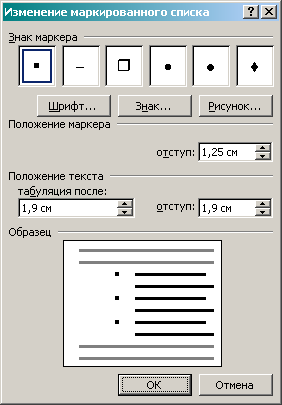 Изменение маркированного списка
Знак маркера
Шрифт... Знак... Рисунок...
Положение маркера
отступ: 1,25 см
Положение текста
табуляция после:
1,9 см отступ: 1,9 см
Образец
ОК Отмена